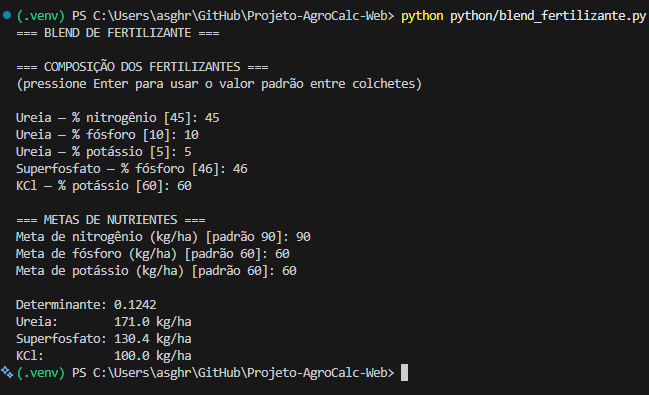 (.venv) PS C:\Users\asghr\GitHub\Projeto-AgroCalc-Web> python python/blend_fertilizante.py
=== BLEND DE FERTILIZANTE ===
=== COMPOSIÇÃO DOS FERTILIZANTES ===
(pressione Enter para usar o valor padrão entre colchetes)
Ureia — % nitrogênio [45]: 45
Ureia — % fósforo [10]: 10
Ureia — % potássio [5]: 5
Superfosfato — % fósforo [46]: 46
KCl — % potássio [60]: 60
=== METAS DE NUTRIENTES ===
Meta de nitrogênio (kg/ha) [padrão 90]: 90
Meta de fósforo (kg/ha) [padrão 60]: 60
Meta de potássio (kg/ha) [padrão 60]: 60
Determinante: 0.1242
Ureia:        171.0 kg/ha
Superfosfato: 130.4 kg/ha
KCl:          100.0 kg/ha
(.venv) PS C:\Users\asghr\GitHub\Projeto-AgroCalc-Web>